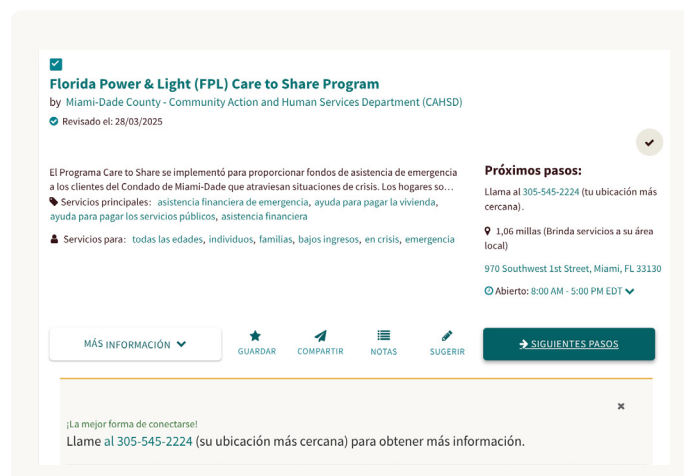 Florida Power & Light (FPL) Care to Share Program
by Miami-Dade County - Community Action and Human Services Department (CAHSD)
Revisado el: 28/03/2025
El Programa Care to Share se implementó para proporcionar fondos de asistencia de emergencia
a los clientes del Condado de Miami-Dade que atraviesan situaciones de crisis. Los hogares so…
Servicios principales: asistencia financiera de emergencia, ayuda para pagar la vivienda,
ayuda para pagar los servicios públicos, asistencia financiera
Servicios para: todas las edades, individuos, familias, bajos ingresos, en crisis, emergencia
Próximos pasos:
Llama al 305-545-2224 (tu ubicación más
cercana).
1,06 millas (Brinda servicios a su área
local)
970 Southwest 1st Street, Miami, FL 33130
Abierto: 8:00 AM - 5:00 PM EDT
MÁS INFORMACIÓN
GUARDAR
COMPARTIR
NOTAS
SUGERIR
SIGUIENTES PASOS
¡La mejor forma de conectarse!
Llame al 305-545-2224 (su ubicación más cercana) para obtener más información.